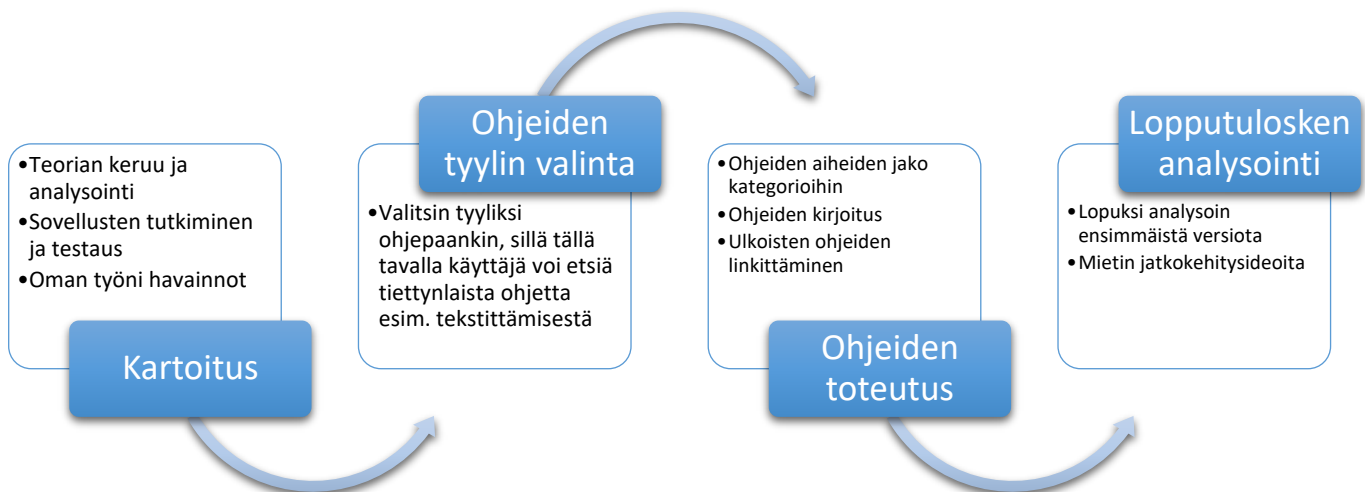 •Teorian keruu ja
analysointi
•Sovellusten tutkiminen
ja testaus
•Oman työni havainnot
Kartoitus
Ohjeiden
tyylin valinta
•Valitsin tyyliksi
ohjepaankin, sillä tällä
tavalla käyttäjä voi etsiä
tiettynlaista ohjetta
esim. tekstittämisestä
•Ohjeiden aiheiden jako
kategorioihin
•Ohjeiden kirjoitus
•Ulkoisten ohjeiden
linkittäminen
Ohjeiden
toteutus
Lopputulosken
analysointi
•Lopuksi analysoin
ensimmäistä versiota
•Mietin jatkokehitysideoita